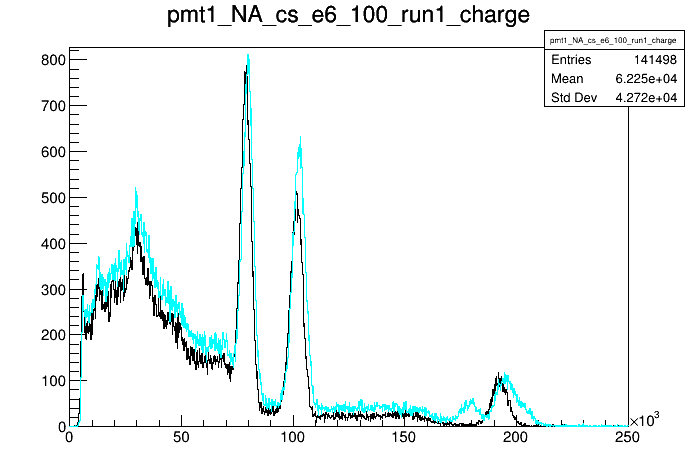 pmt1_NA_cs_e6_100_run1_charge
pmt1_NA_cs_e6_100_run1_charge
Entries 141498
Mean 6.225e+04
Std Dev 4.272e+04
800
700
600
500
400
300
200
100
0
0 50 100 150 200 250
×10³